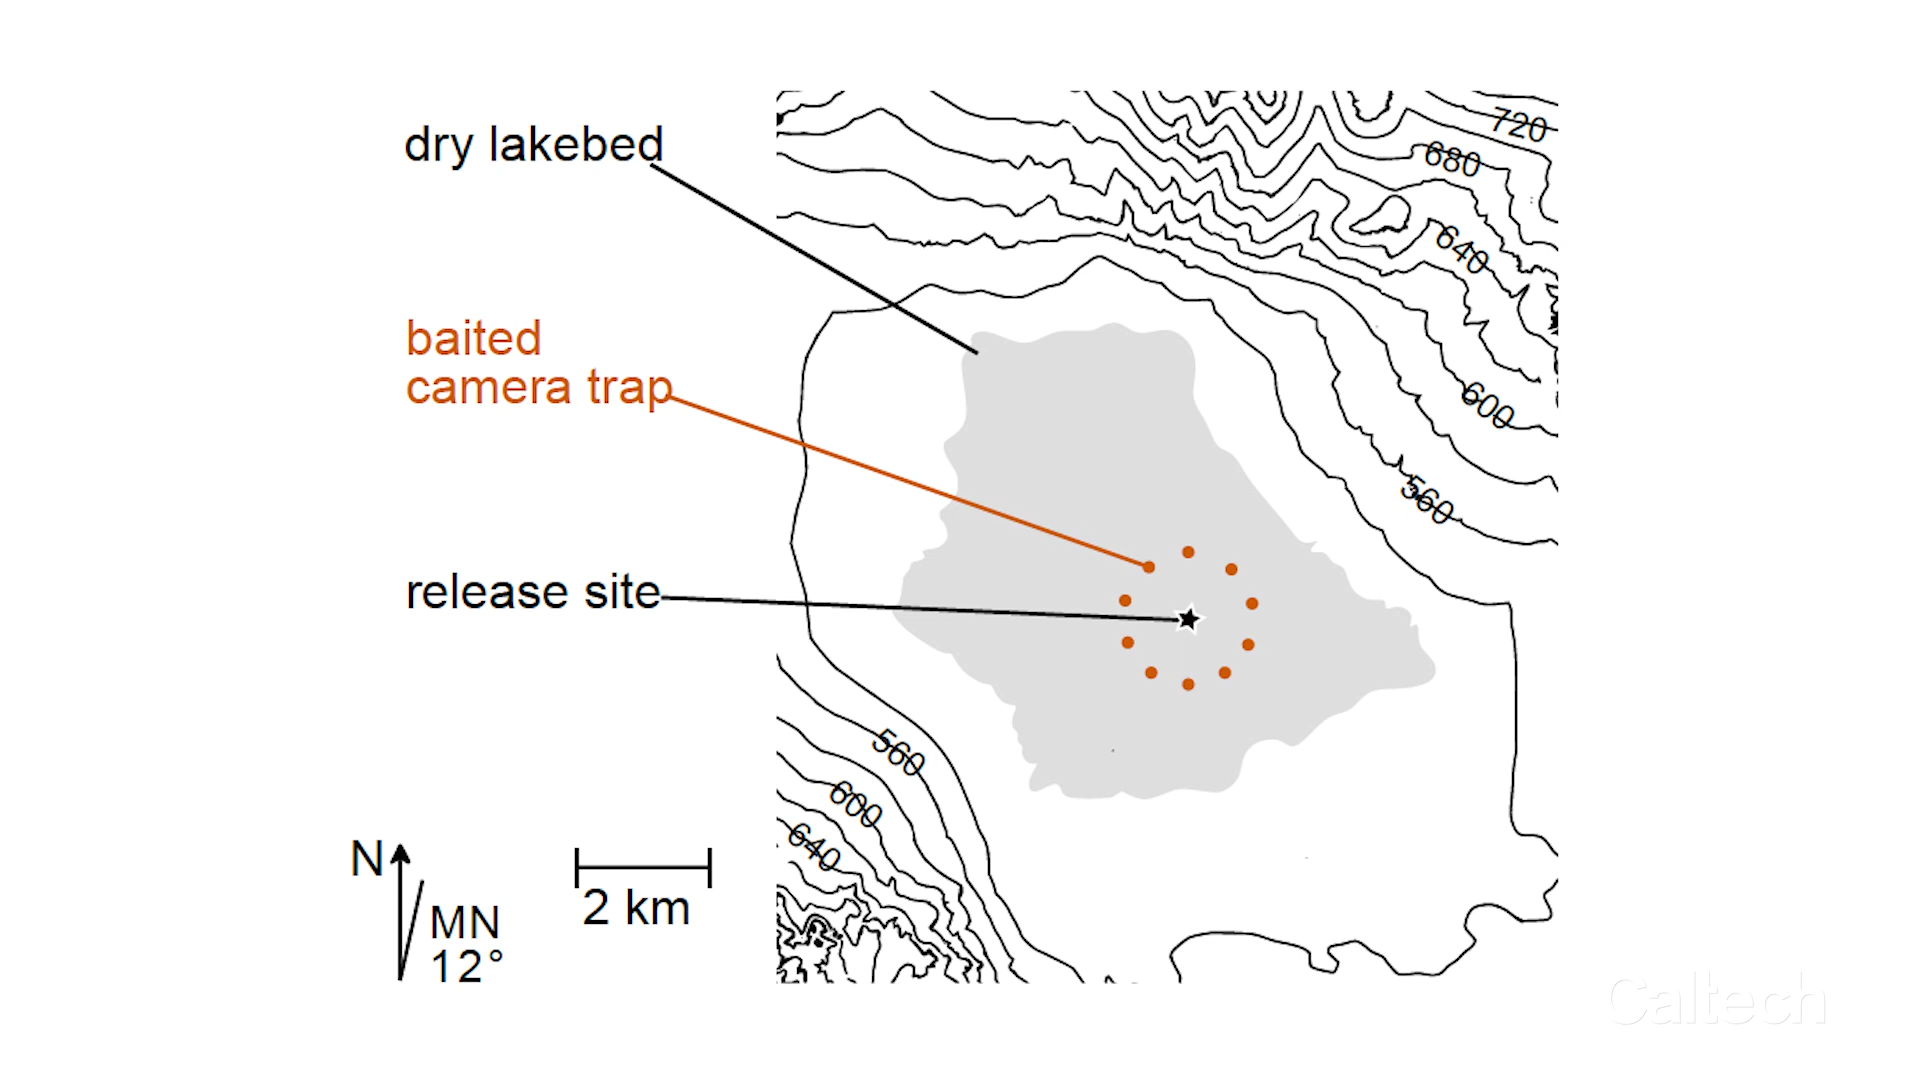 dry lakebed
baited
camera trap
release site
N
MN
12°
2 km
720
680
640
600
560
560
600
640
Caltech